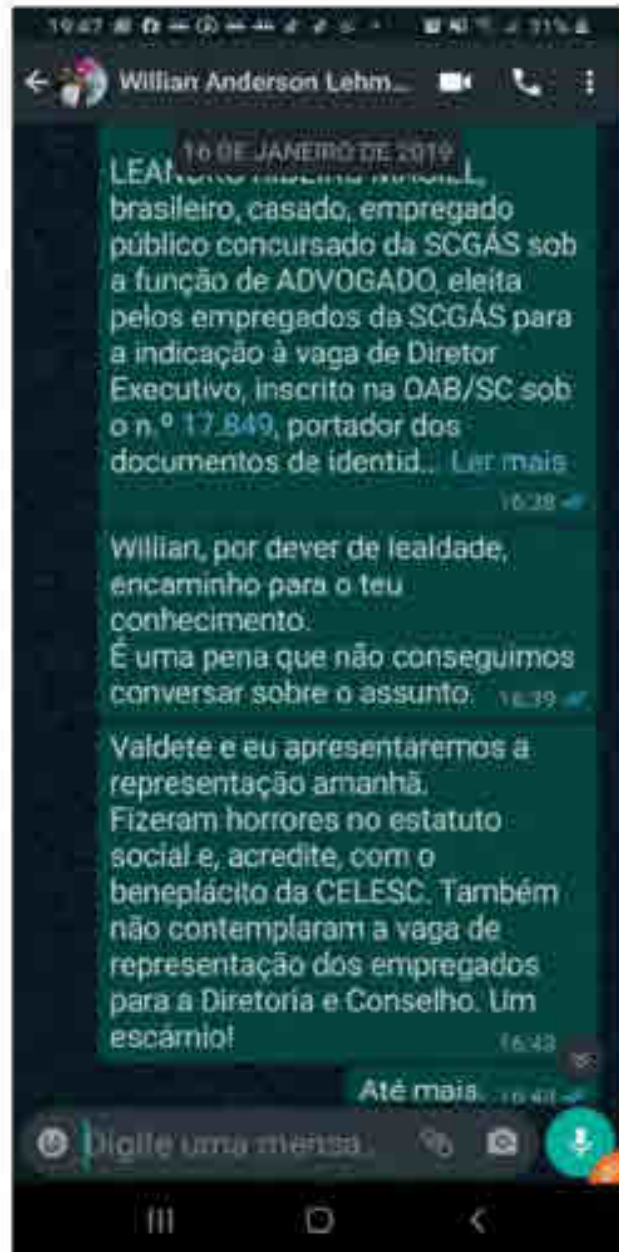 19:47 31%
Willian Anderson Lehm...
16 DE JANEIRO DE 2019
brasileiro, casado, empregado
público concursado da SCGÁS sob
a função de ADVOGADO, eleita
pelos empregados da SCGÁS para
a indicação à vaga de Diretor
Executivo, inscrito na OAB/SC sob
o n.º 17.849, portador dos
documentos de identid... Ler mais
16:38
Willian, por dever de lealdade,
encaminho para o teu
conhecimento.
É uma pena que não conseguimos
conversar sobre o assunto. 16:39
Valdete e eu apresentaremos a
representação amanhã.
Fizeram horrores no estatuto
social e, acredite, com o
beneplácito da CELESC. Também
não contemplaram a vaga de
representação dos empregados
para a Diretoria e Conselho. Um
escárnio! 16:43
Até mais.
Digite uma mensa...